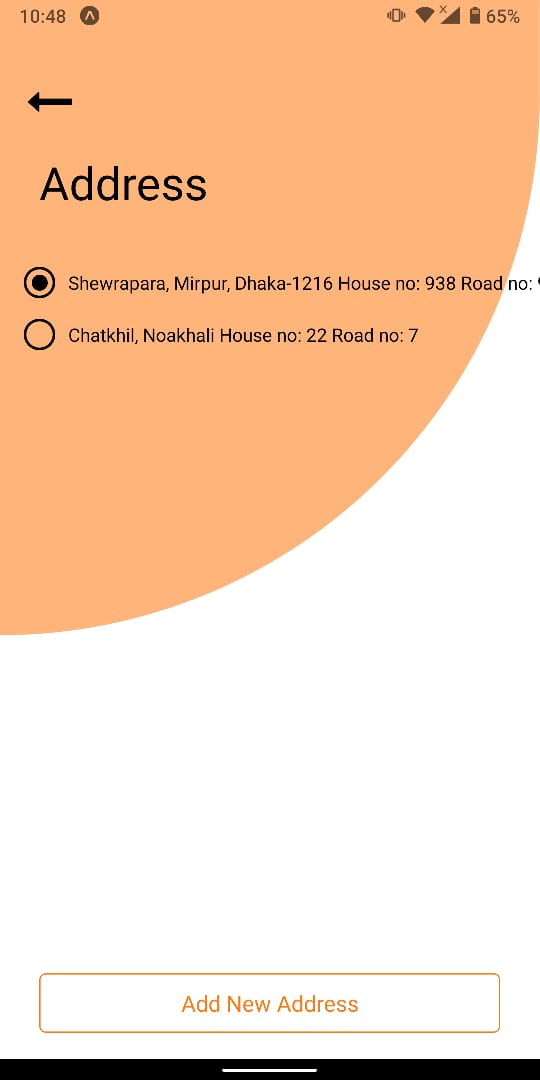 10:48
65%
Address
Shewrapara, Mirpur, Dhaka-1216 House no: 938 Road no:
Chatkhil, Noakhali House no: 22 Road no: 7
Add New Address